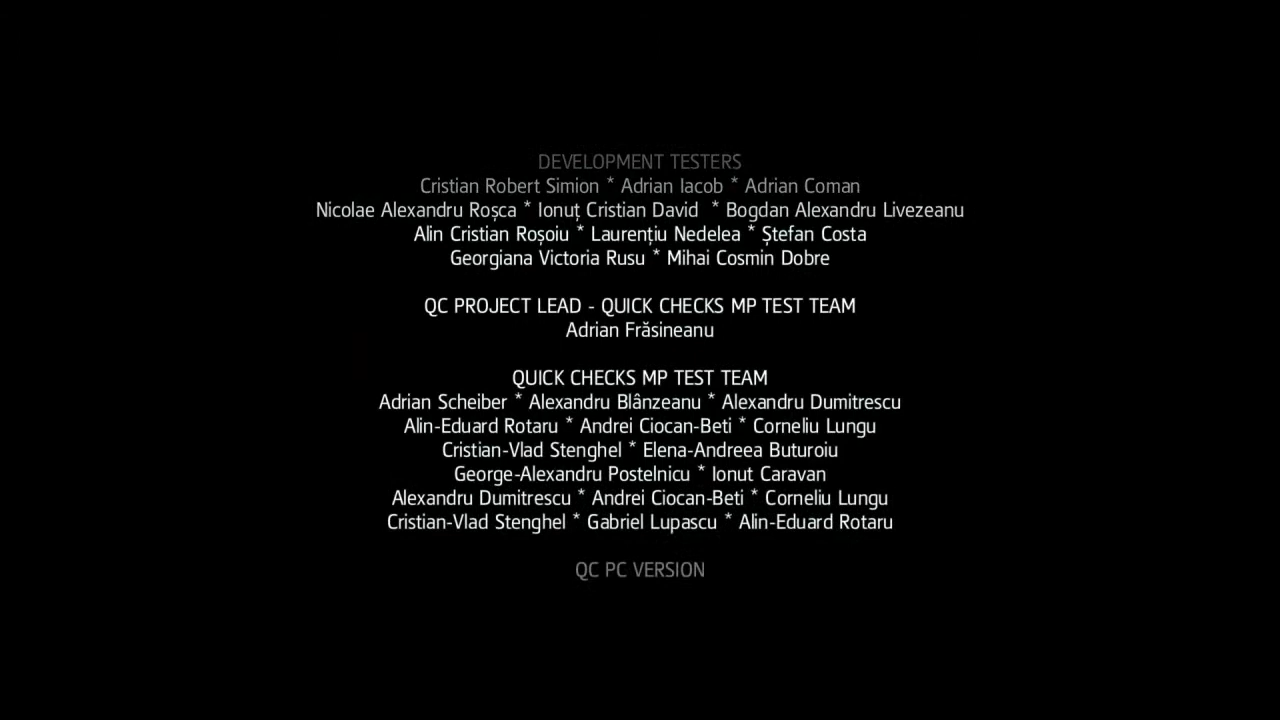 DEVELOPMENT TESTERS
Cristian Robert Simion * Adrian Iacob * Adrian Coman
Nicolae Alexandru Roșca * Ionuț Cristian David * Bogdan Alexandru Livezeanu
Alin Cristian Roșoiu * Laurențiu Nedelea * Ștefan Costa
Georgiana Victoria Rusu * Mihai Cosmin Dobre
QC PROJECT LEAD - QUICK CHECKS MP TEST TEAM
Adrian Frăsineanu
QUICK CHECKS MP TEST TEAM
Adrian Scheiber * Alexandru Blânzeanu * Alexandru Dumitrescu
Alin-Eduard Rotaru * Andrei Ciocan-Beti * Corneliu Lungu
Cristian-Vlad Stenghel * Elena-Andreea Buturoiu
George-Alexandru Postelnicu * Ionut Caravan
Alexandru Dumitrescu * Andrei Ciocan-Beti * Corneliu Lungu
Cristian-Vlad Stenghel * Gabriel Lupascu * Alin-Eduard Rotaru
QC PC VERSION